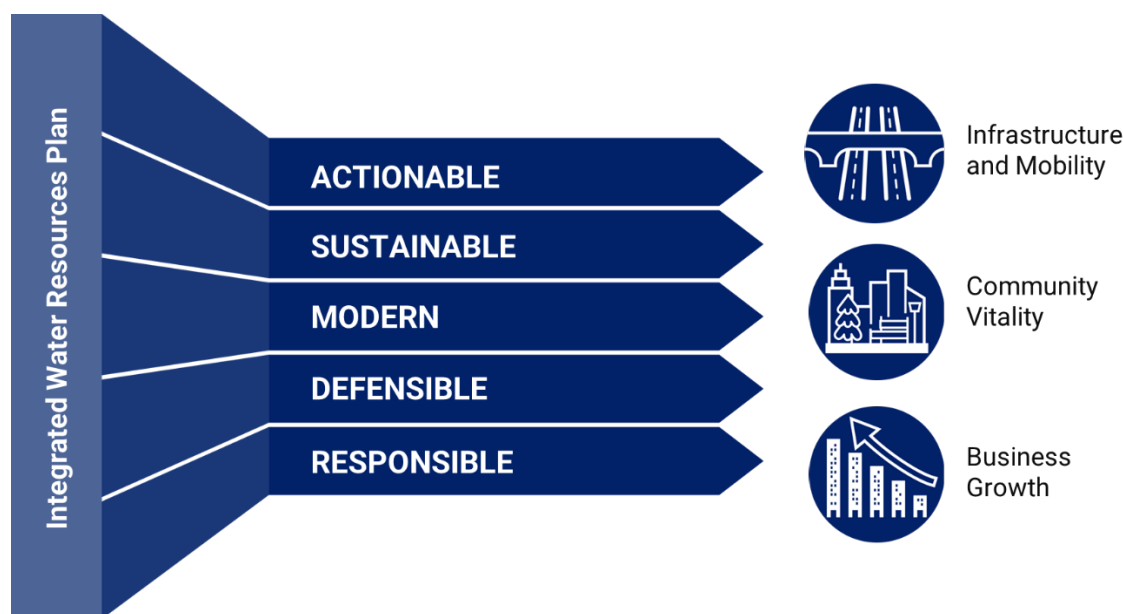 Integrated Water Resources Plan
ACTIONABLE
SUSTAINABLE
MODERN
DEFENSIBLE
RESPONSIBLE
Infrastructure
and Mobility
Community
Vitality
Business
Growth